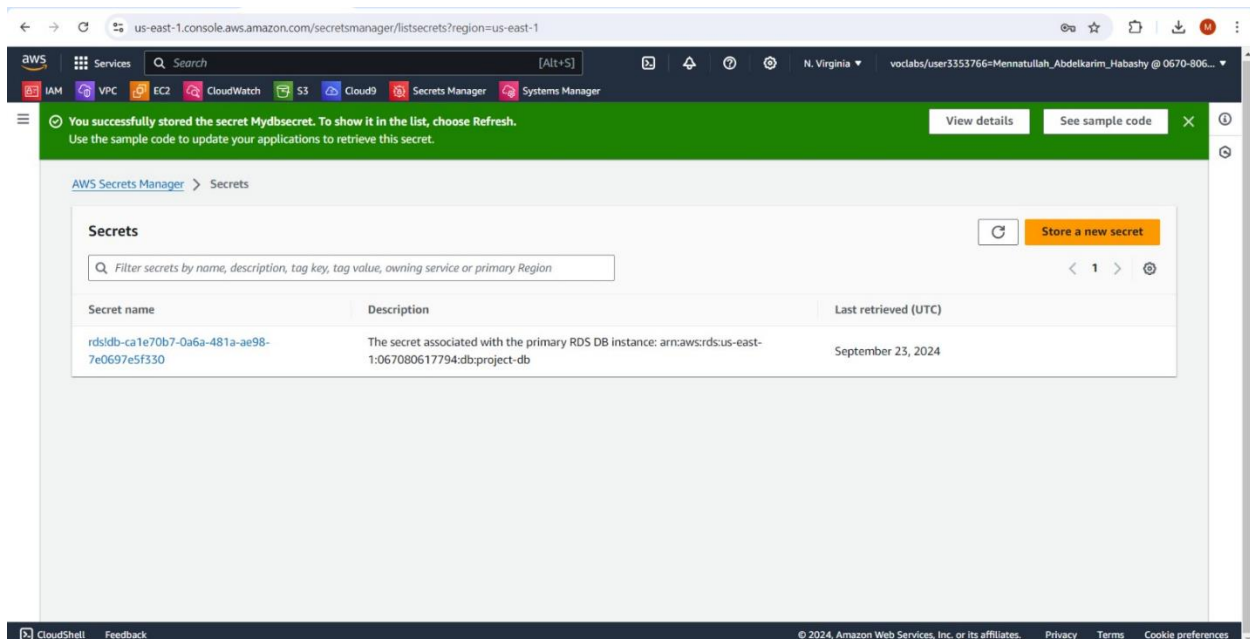 us-east-1.console.aws.amazon.com/secretsmanager/listsecrets?region=us-east-1
M
aws Services Search [Alt+S] N. Virginia voclabs/user3353766=Mennatullah_Abdelkarim_Habashy @ 0670-806...
IAM VPC EC2 CloudWatch S3 Cloud9 Secrets Manager Systems Manager
You successfully stored the secret Mydbsecret. To show it in the list, choose Refresh. View details See sample code
Use the sample code to update your applications to retrieve this secret.
AWS Secrets Manager > Secrets
Secrets Store a new secret
Filter secrets by name, description, tag key, tag value, owning service or primary Region < 1 >
Secret name Description Last retrieved (UTC)
rds!db-ca1e70b7-0a6a-481a-ae98- The secret associated with the primary RDS DB instance: arn:aws:rds:us-east- September 23, 2024
7e0697e5f330 1:067080617794:db:project-db
CloudShell Feedback © 2024, Amazon Web Services, Inc. or its affiliates. Privacy Terms Cookie preferences